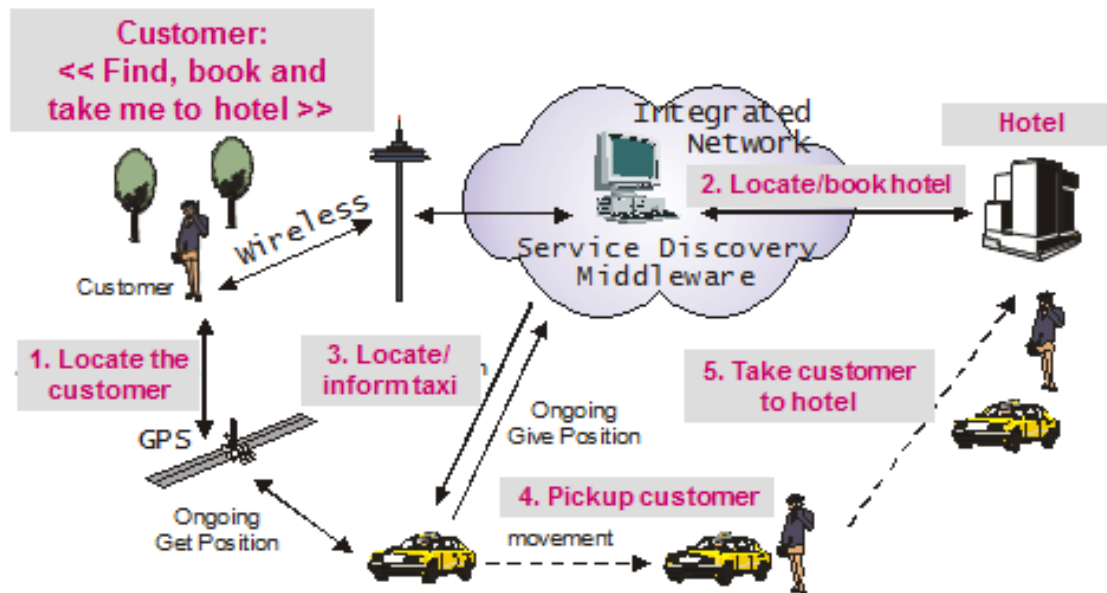 Customer:
<< Find, book and
take me to hotel >>
Integrated
Network
Hotel
2. Locate/book hotel
Wireless
Service Discovery
Middleware
Customer
1. Locate the
customer
3. Locate/
inform taxi
5. Take customer
to hotel
Ongoing
Give Position
GPS
4. Pickup customer
Ongoing
Get Position
movement